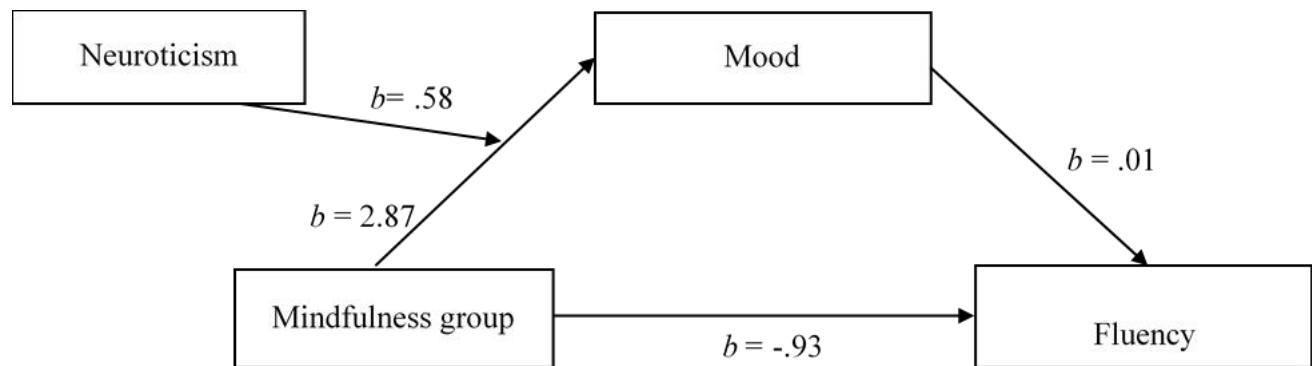 Neuroticism
Mood
b= .58
b = .01
b = 2.87
Mindfulness group
b = -.93
Fluency